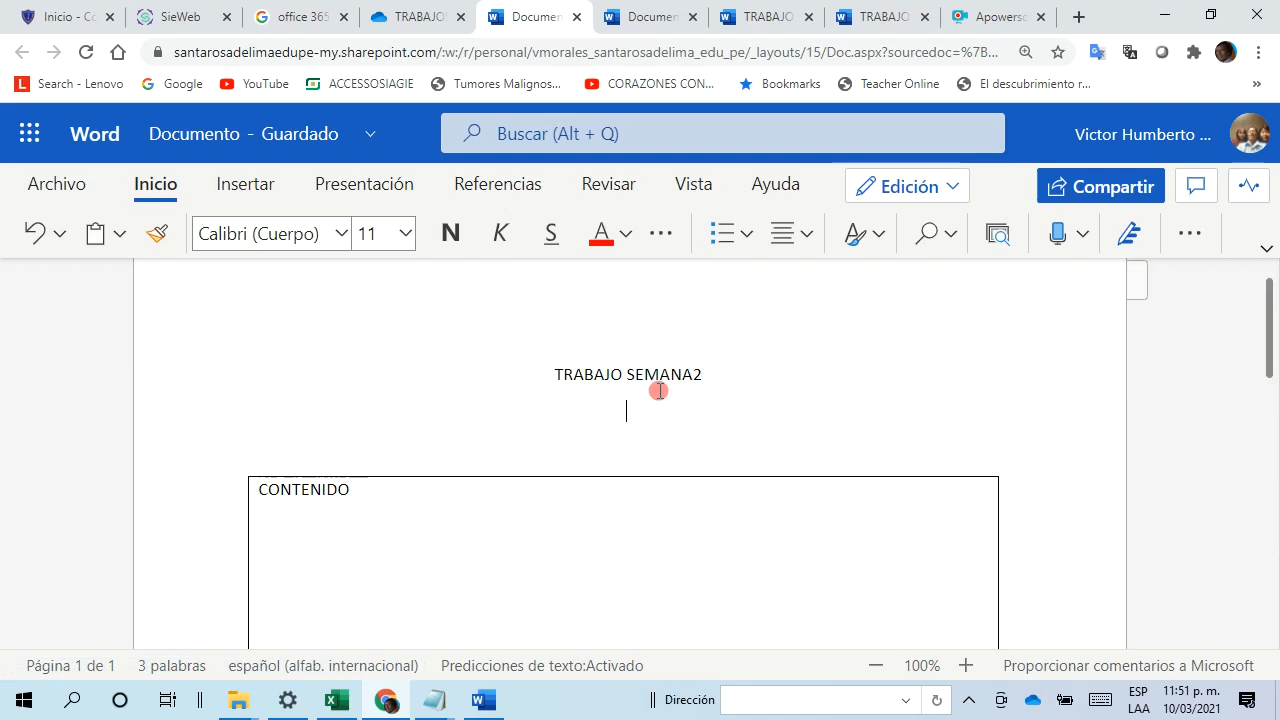 Inicio - Co
SieWeb
office 365
TRABAJO
Documen
Documen
TRABAJO
TRABAJO
Apowersc
santarosadelimaedupe-my.sharepoint.com/:w:/r/personal/vmorales_santarosadelima_edu_pe/_layouts/15/Doc.aspx?sourcedoc=%7B...
Search - Lenovo
Google
YouTube
ACCESSOSIAGIE
Tumores Malignos...
CORAZONES CON...
Bookmarks
Teacher Online
El descubrimiento r...
»
Word
Documento - Guardado
Buscar (Alt + Q)
Victor Humberto ...
Archivo
Inicio
Insertar
Presentación
Referencias
Revisar
Vista
Ayuda
Edición
Compartir
Calibri (Cuerpo)
11
N
K
S
A
TRABAJO SEMANA2
CONTENIDO
Página 1 de 1
3 palabras
español (alfab. internacional)
Predicciones de texto:Activado
100%
Proporcionar comentarios a Microsoft
Dirección
ESP
LAA
11:51 p. m.
10/03/2021